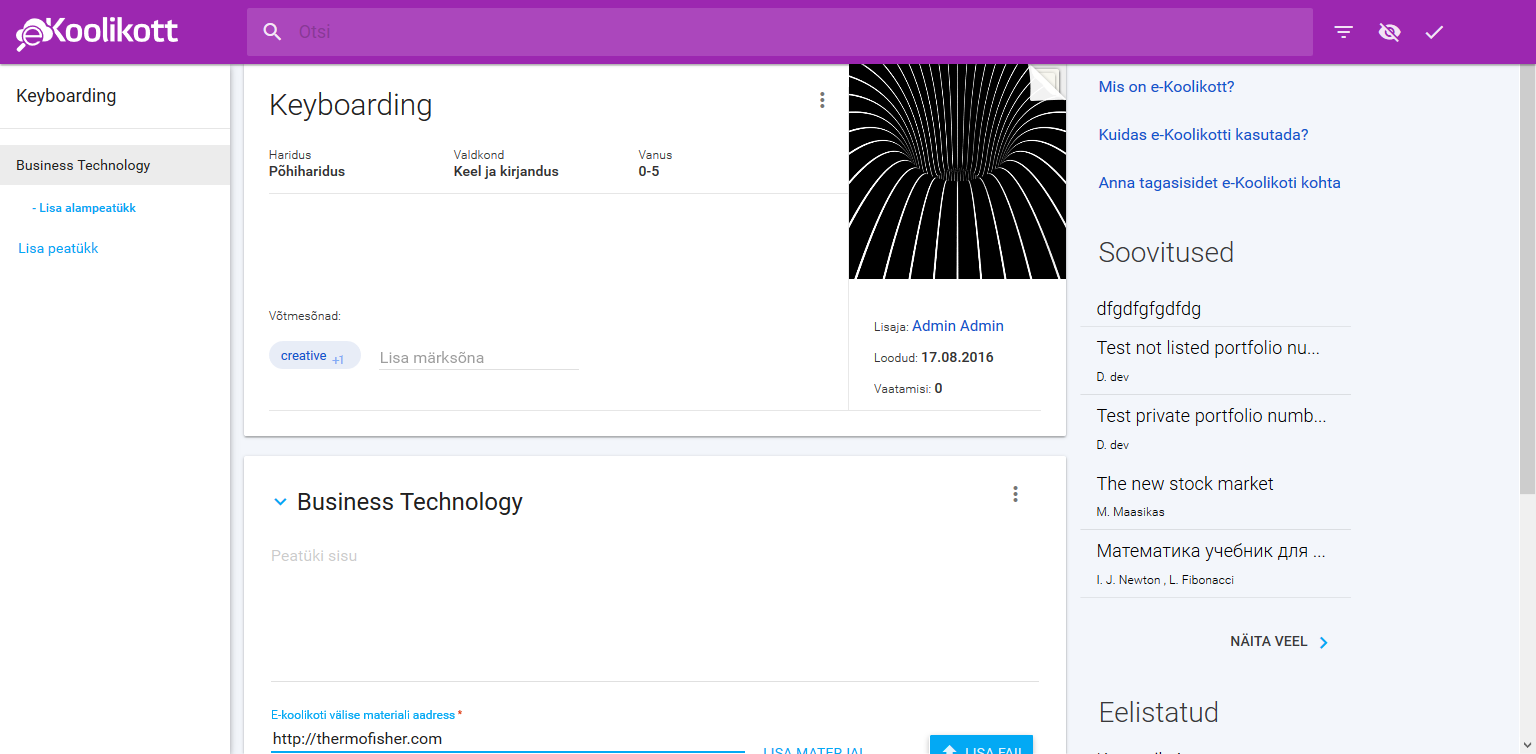 eKoolikott
Otsi
Keyboarding
Business Technology
- Lisa alampeatükk
Lisa peatükk
Keyboarding
Haridus
Põhiharidus
Valdkond
Keel ja kirjandus
Vanus
0-5
Võtmesõnad:
creative +1
Lisa märksõna
Lisaja: Admin Admin
Loodud: 17.08.2016
Vaatamisi: 0
Business Technology
Peatüki sisu
E-koolikoti välise materiali aadress *
http://thermofisher.com
LISA MATERJAL
LISA FAIL
Mis on e-Koolikott?
Kuidas e-Koolikotti kasutada?
Anna tagasisidet e-Koolikoti kohta
Soovitused
dfgdfgfgdfdg
Test not listed portfolio nu...
D. dev
Test private portfolio numb...
D. dev
The new stock market
M. Maasikas
Математика учебник для ...
I. J. Newton , L. Fibonacci
NÄITA VEEL
Eelistatud